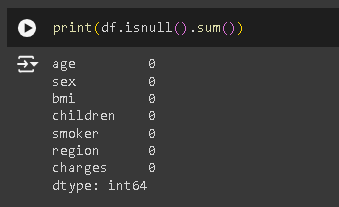 print(df.isnull().sum())
age 0
sex 0
bmi 0
children 0
smoker 0
region 0
charges 0
dtype: int64